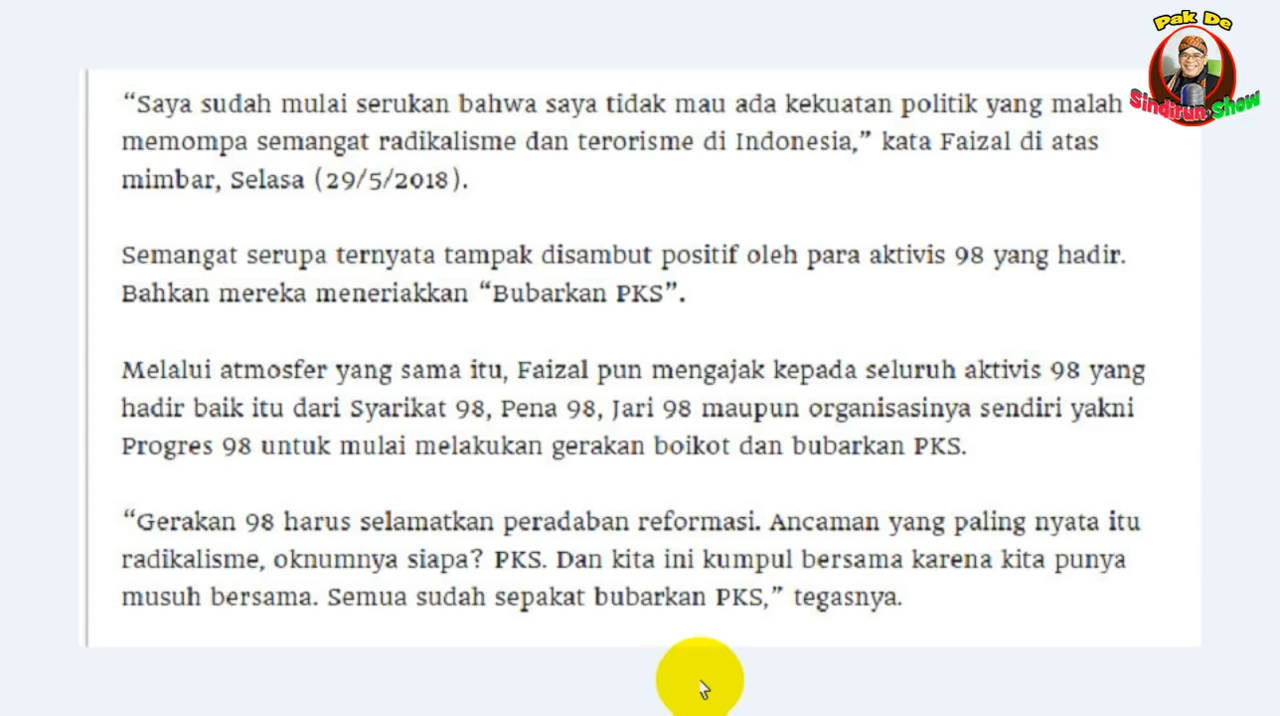 Pak De
Sindirun Show
“Saya sudah mulai serukan bahwa saya tidak mau ada kekuatan politik yang malah
memompa semangat radikalisme dan terorisme di Indonesia,” kata Faizal di atas
mimbar, Selasa (29/5/2018).
Semangat serupa ternyata tampak disambut positif oleh para aktivis 98 yang hadir.
Bahkan mereka meneriakkan “Bubarkan PKS”.
Melalui atmosfer yang sama itu, Faizal pun mengajak kepada seluruh aktivis 98 yang
hadir baik itu dari Syarikat 98, Pena 98, Jari 98 maupun organisasinya sendiri yakni
Progres 98 untuk mulai melakukan gerakan boikot dan bubarkan PKS.
“Gerakan 98 harus selamatkan peradaban reformasi. Ancaman yang paling nyata itu
radikalisme, oknumnya siapa? PKS. Dan kita ini kumpul bersama karena kita punya
musuh bersama. Semua sudah sepakat bubarkan PKS,” tegasnya.